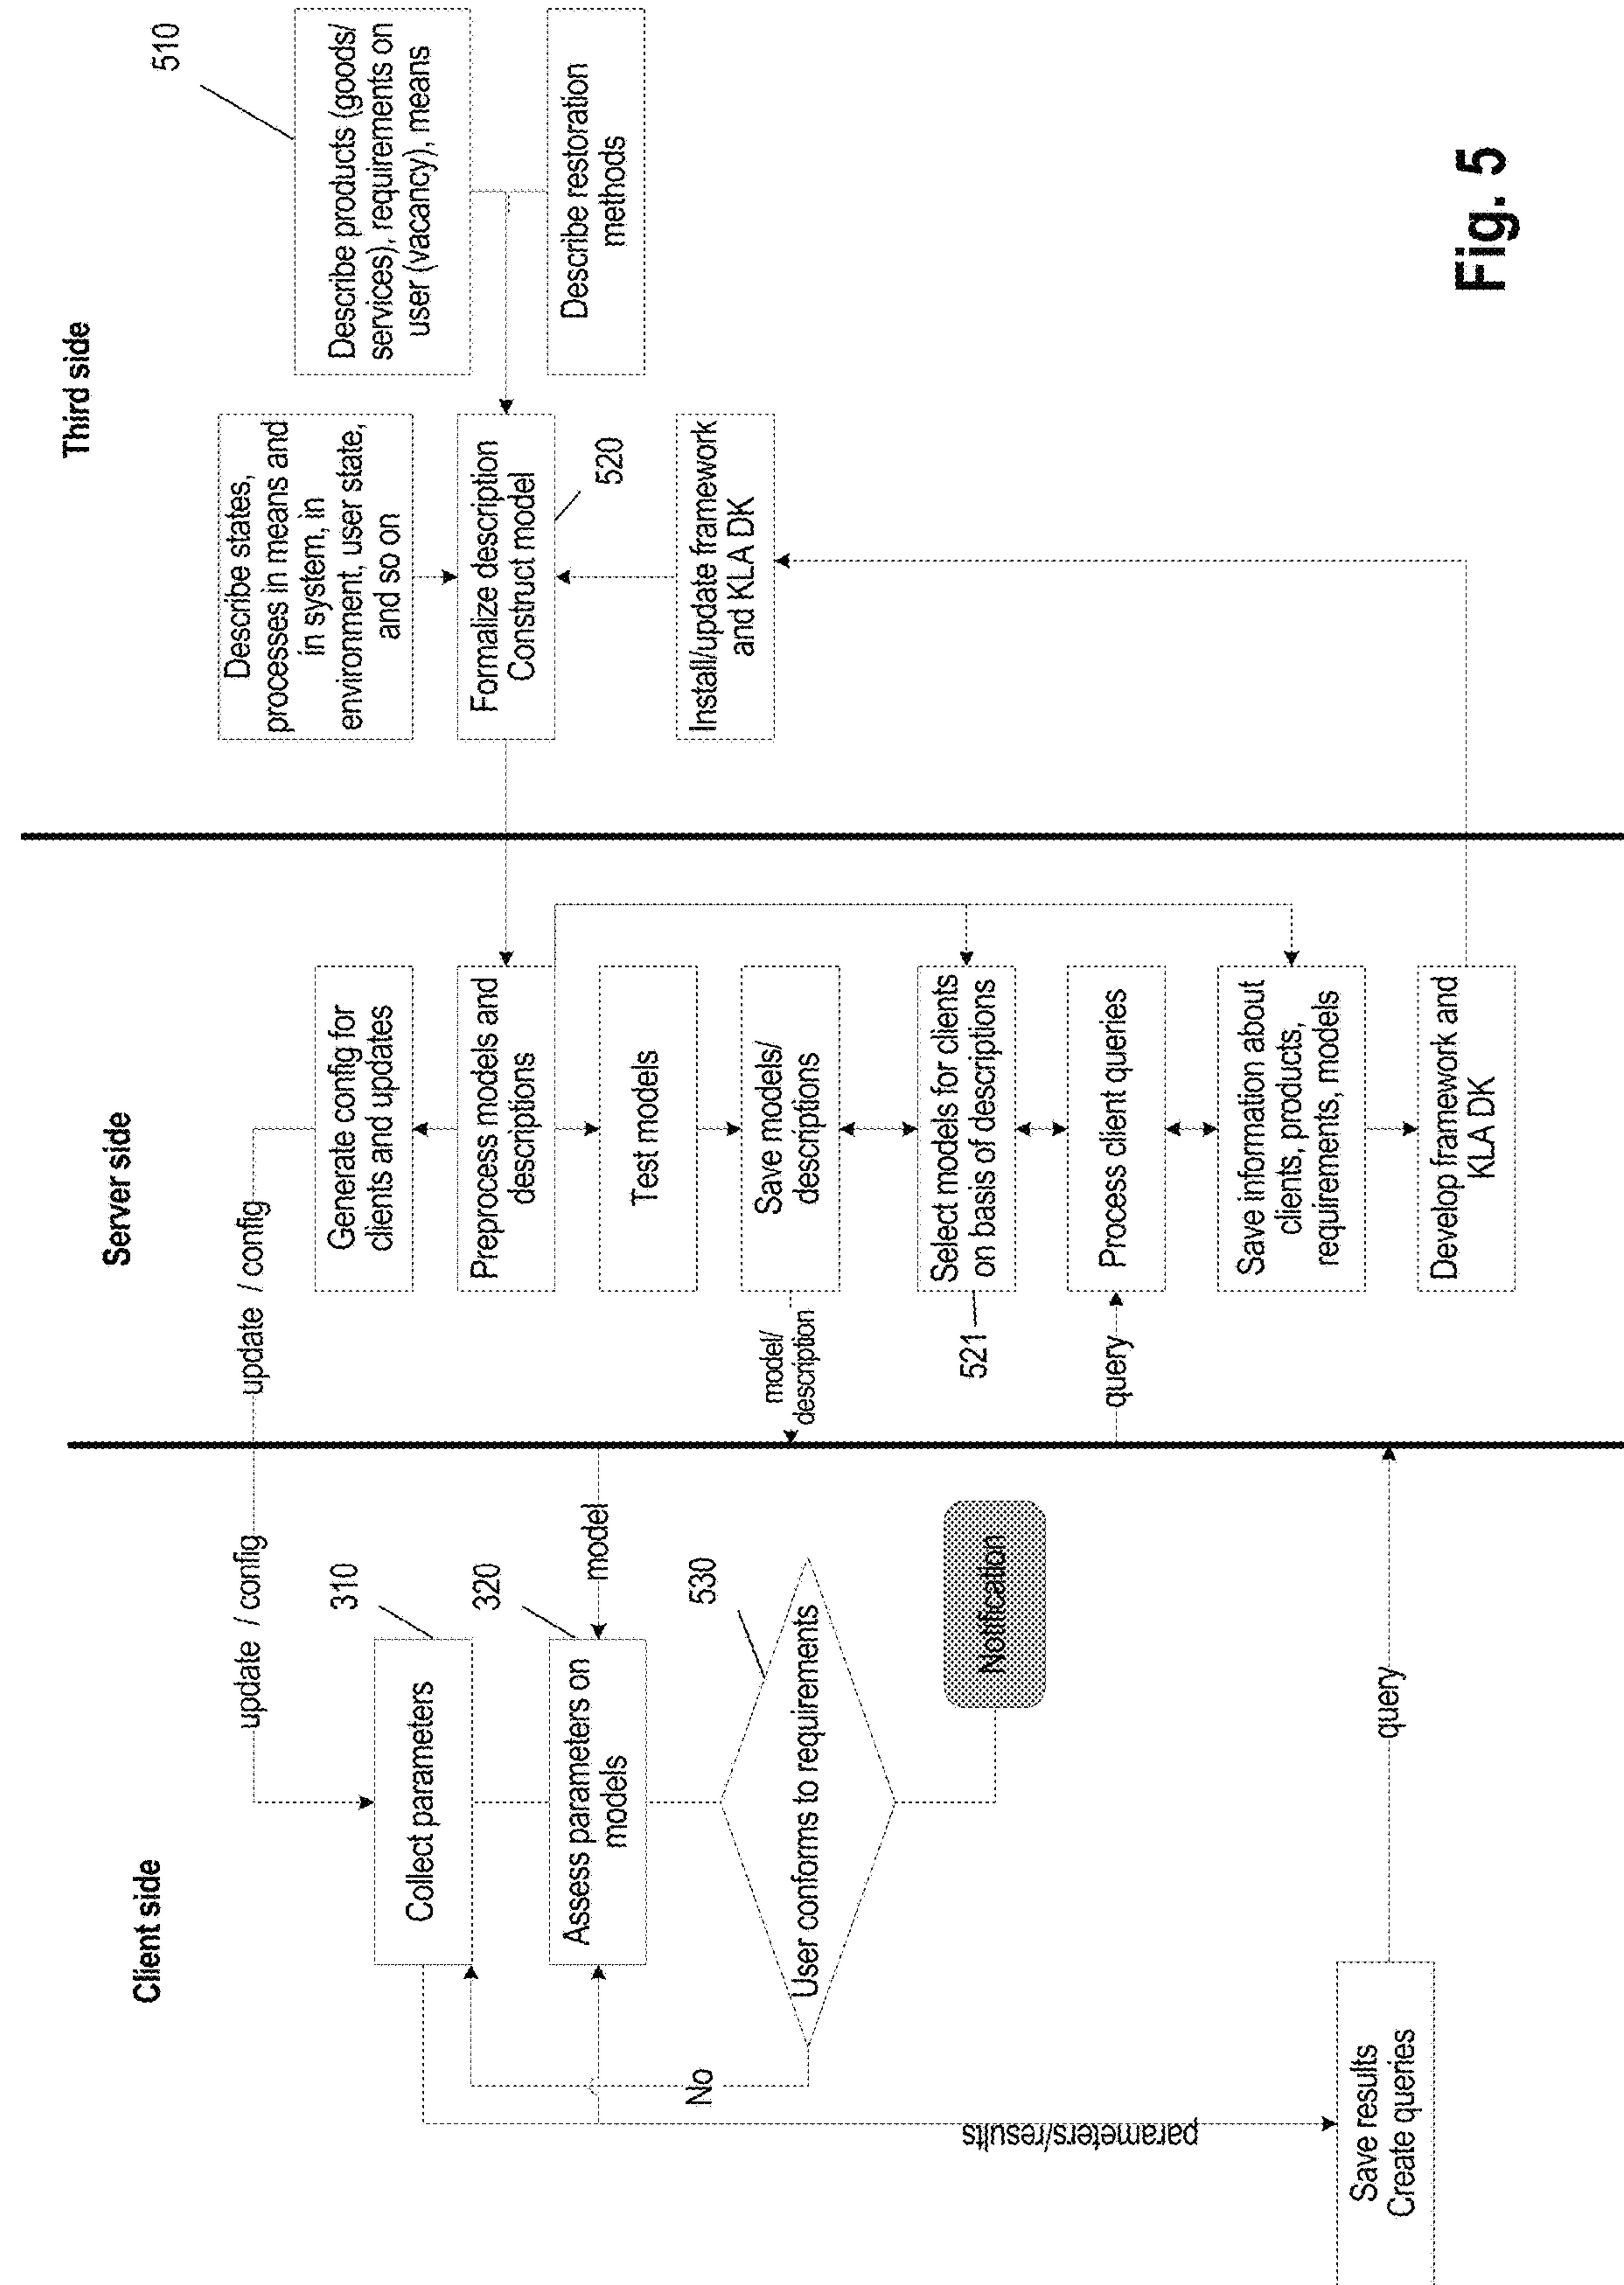 Client side
update / config
310
Collect parameters
320
Assess parameters on
models
model
530
User conforms to requirements
No
Notification
parameters/results
Save results
Create queries
query
Server side
update / config
Generate config for
clients and updates
Preprocess models and
descriptions
Test models
Save models/
descriptions
model/
description
Select models for clients
on basis of descriptions
521
Process client queries
query
Save information about
clients, products,
requirements, models
Develop framework and
KLA DK
Third side
Describe states,
processes in means and
in system, in
environment, user state,
and so on
510
Describe products (goods/
services), requirements on
user (vacancy), means
Formalize description
Construct model
520
Describe restoration
methods
Install/update framework
and KLA DK
Fig. 5